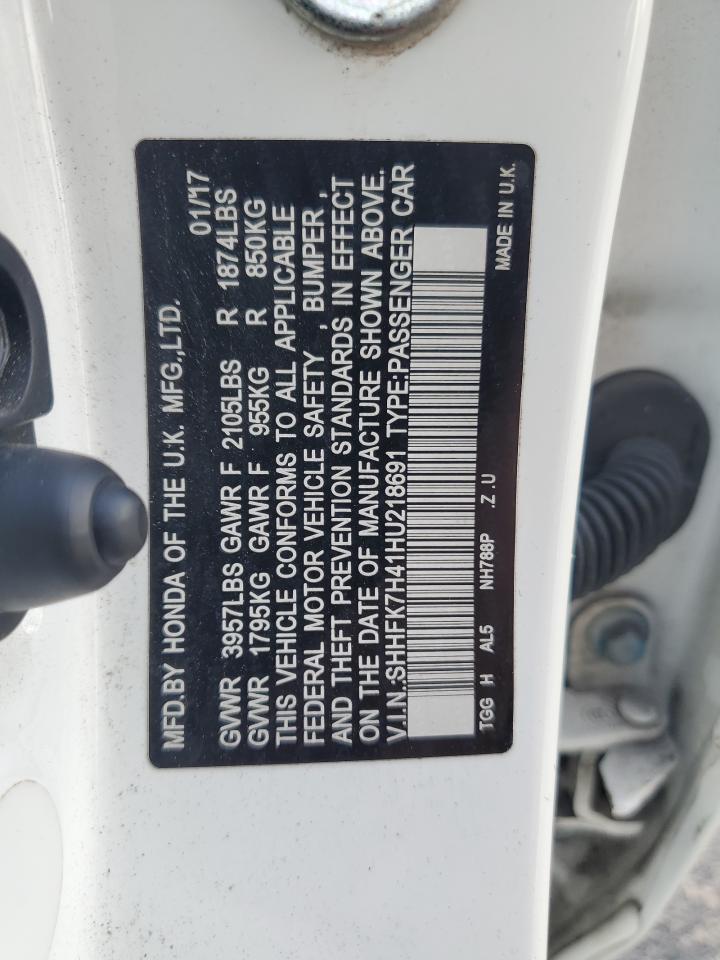 MFD.BY HONDA OF THE U.K. MFG.,LTD. 01/17
GVWR 3957LBS GAWR F 2105LBS R 1874LBS
GVWR 1795KG GAWR F 955KG R 850KG
THIS VEHICLE CONFORMS TO ALL APPLICABLE
FEDERAL MOTOR VEHICLE SAFETY , BUMPER ,
AND THEFT PREVENTION STANDARDS IN EFFECT
ON THE DATE OF MANUFACTURE SHOWN ABOVE.
V.I.N.:SHHFK7H41HU218691 TYPE:PASSENGER CAR
TGG H AL5 NH788P .Z .U MADE IN U.K.